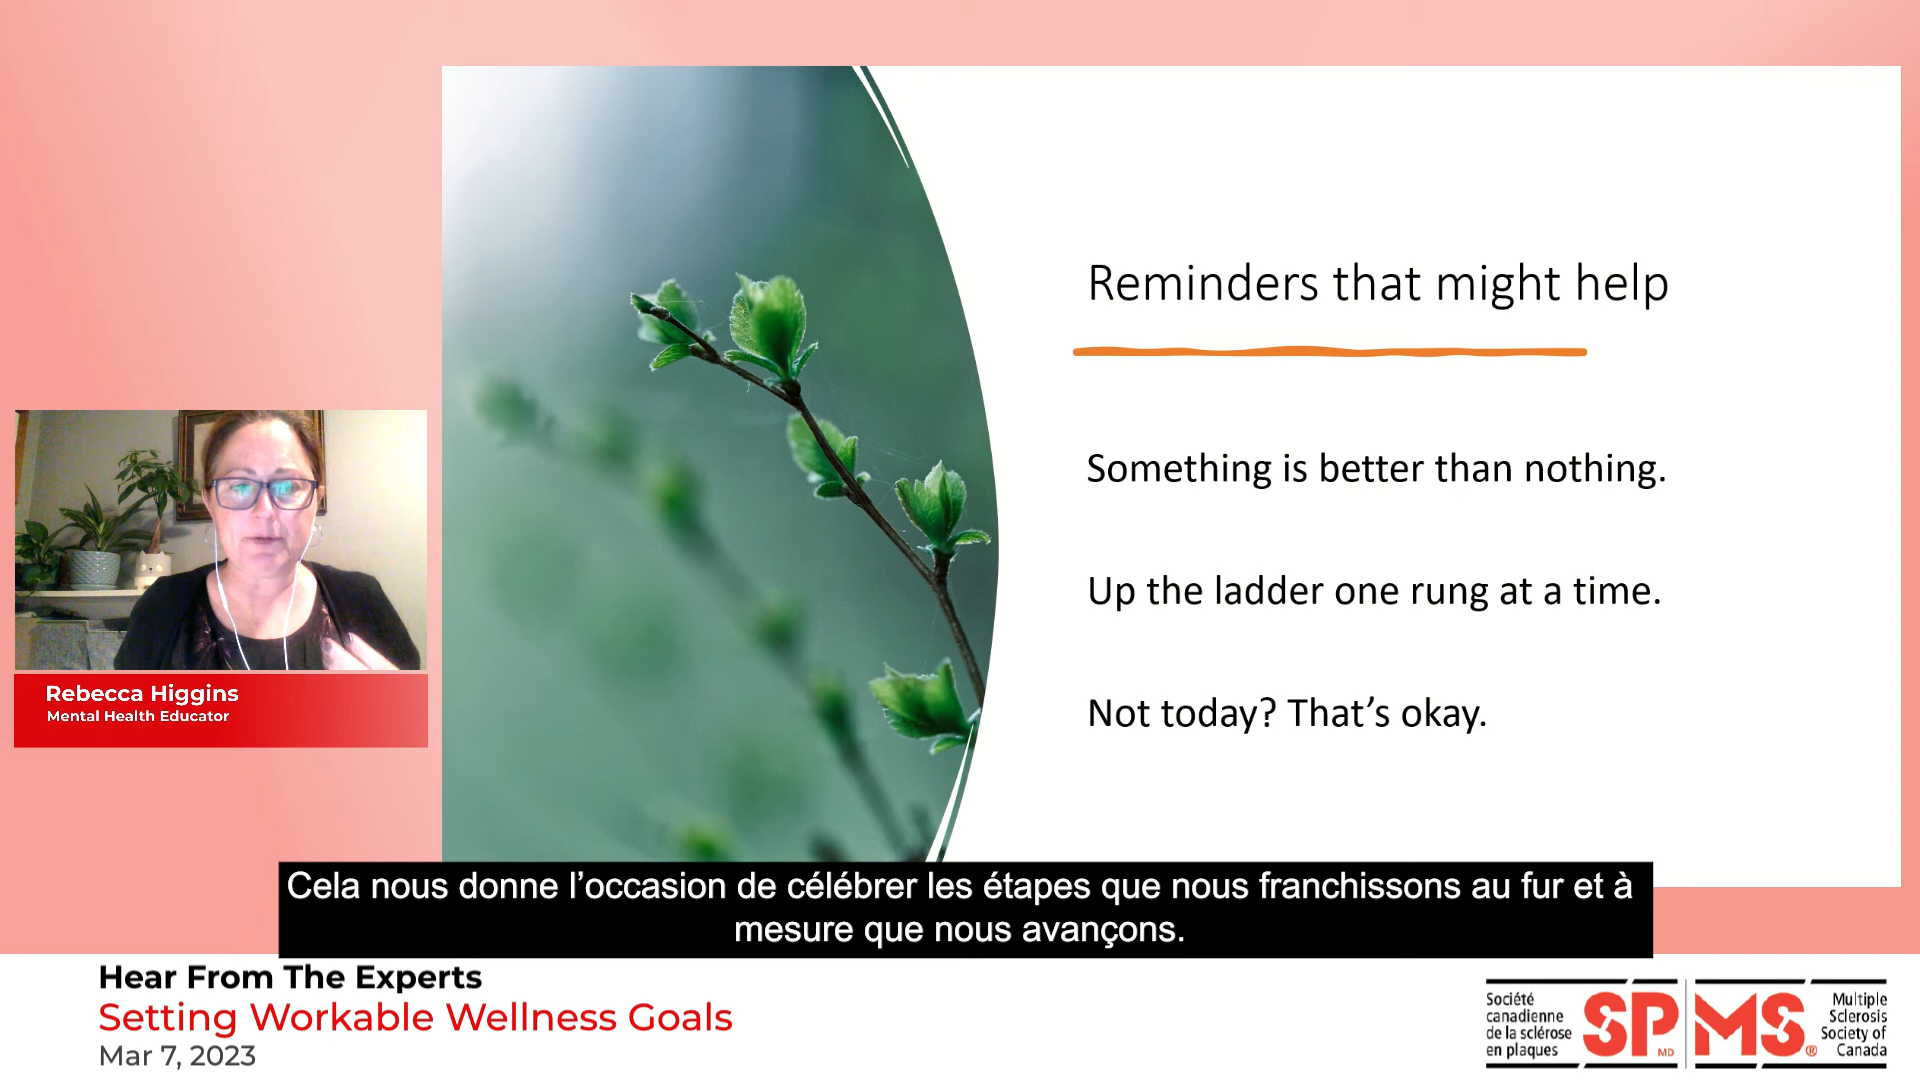 Reminders that might help
Something is better than nothing.
Up the ladder one rung at a time.
Not today? That's okay.
Rebecca Higgins
Mental Health Educator
Cela nous donne l’occasion de célébrer les étapes que nous franchissons au fur et à
mesure que nous avançons.
Hear From The Experts
Setting Workable Wellness Goals
Mar 7, 2023
Société
canadienne
de la sclérose
en plaques
SP MD
MS ®
Multiple
Sclerosis
Society of
Canada